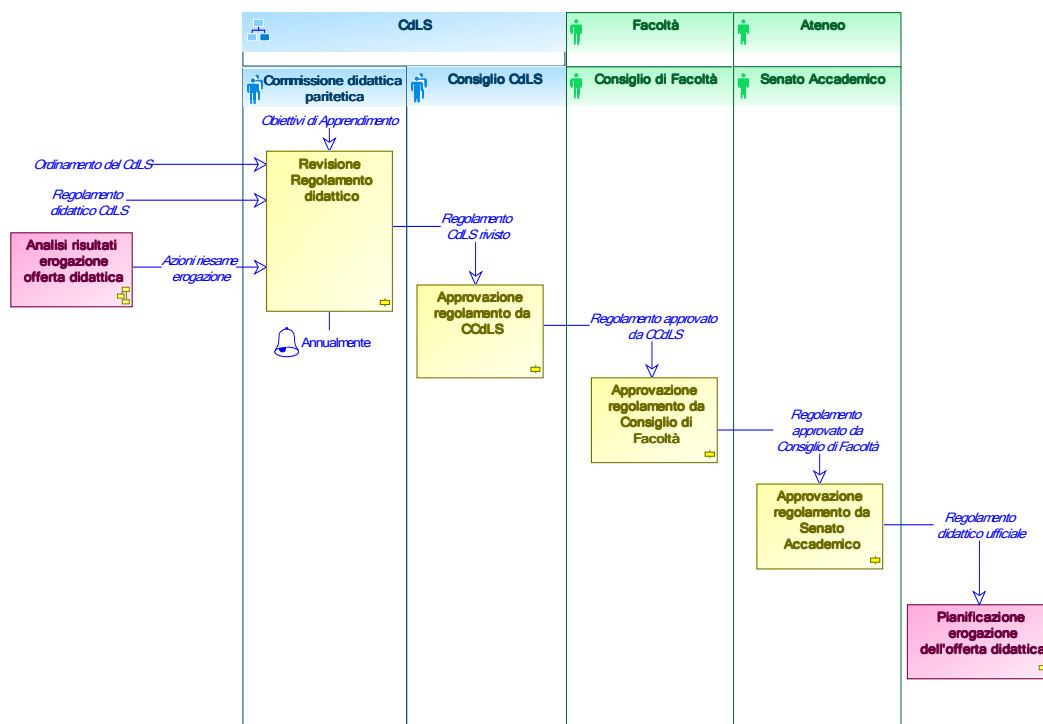 CdLS
Facoltà
Ateneo
Commissione didattica
paritetica
Consiglio CdLS
Consiglio di Facoltà
Senato Accademico
Obiettivi di Apprendimento
Ordinamento del CdLS
Revisione
Regolamento
didattico
Regolamento
didattico CdLS
Regolamento
CdLS rivisto
Analisi risultati
erogazione
offerta didattica
Azioni riesame
erogazione
Approvazione
regolamento da
CCdLS
Annualmente
Regolamento approvato
da CCdLS
Approvazione
regolamento da
Consiglio di
Facoltà
Regolamento
approvato da
Consiglio di Facoltà
Approvazione
regolamento da
Senato
Accademico
Regolamento
didattico ufficiale
Pianificazione
erogazione
dell'offerta didattica